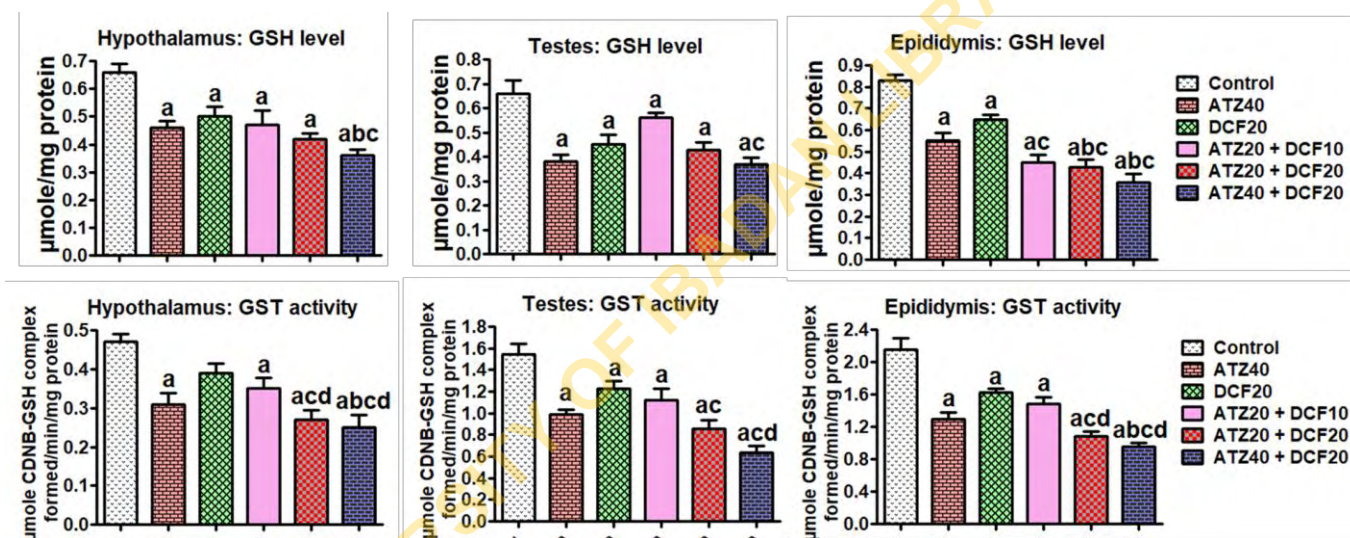 Hypothalamus: GSH level
µmole/mg protein
0.7
0.6
0.5
0.4
0.3
0.2
0.1
0.0
a
a
a
a
abc
Testes: GSH level
µmole/mg protein
0.8
0.7
0.6
0.5
0.4
0.3
0.2
0.1
0.0
a
a
a
a
ac
Epididymis: GSH level
µmole/mg protein
0.9
0.8
0.7
0.6
0.5
0.4
0.3
0.2
0.1
0.0
a
a
ac
abc
abc
Control
ATZ40
DCF20
ATZ20 + DCF10
ATZ20 + DCF20
ATZ40 + DCF20
Hypothalamus: GST activity
µmole CDNB-GSH complex
formed/min/mg protein
0.5
0.4
0.3
0.2
0.1
0.0
a
a
acd
abcd
Testes: GST activity
µmole CDNB-GSH complex
formed/min/mg protein
1.8
1.6
1.4
1.2
1.0
0.8
0.6
0.4
0.2
0.0
a
a
a
ac
acd
Epididymis: GST activity
µmole CDNB-GSH complex
formed/min/mg protein
2.4
2.0
1.6
1.2
0.8
0.4
0.0
a
a
a
acd
abcd
Control
ATZ40
DCF20
ATZ20 + DCF10
ATZ20 + DCF20
ATZ40 + DCF20
ESITY OF IBADAN LIBRA